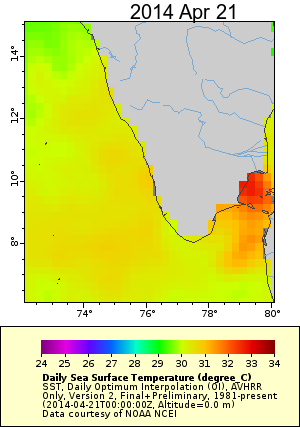 2014 Apr 21
14°
12°
10°
8°
74° 76° 78° 80°
24 25 26 27 28 29 30 31 32 33 34
Daily Sea Surface Temperature (degree_C)
SST, Daily Optimum Interpolation (OI), AVHRR
Only, Version 2, Final+Preliminary, 1981-present
(2014-04-21T00:00:00Z, Altitude=0.0 m)
Data courtesy of NOAA NCEI